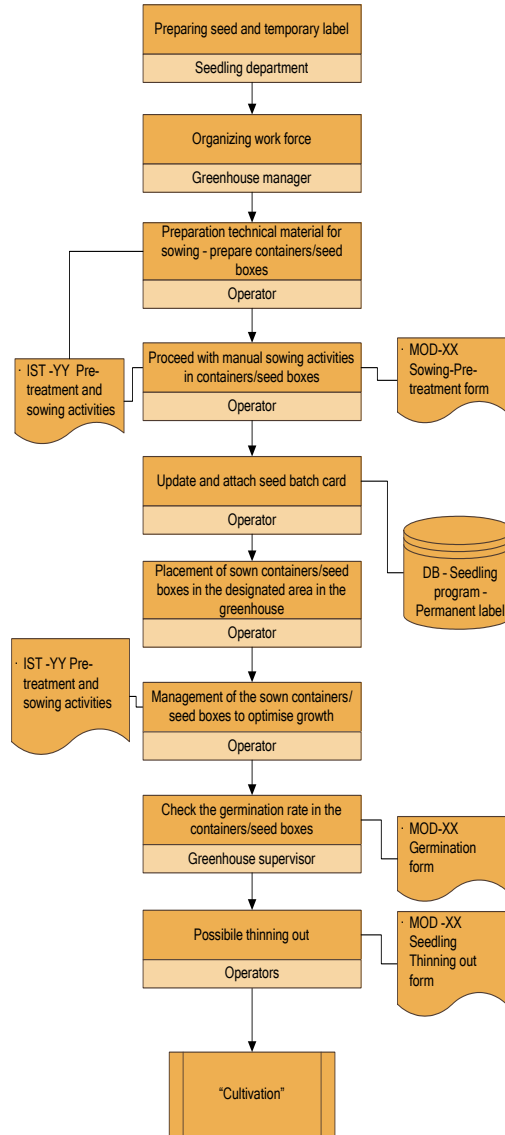 Preparing seed and temporary label
Seedling department
Organizing work force
Greenhouse manager
Preparation technical material for
sowing - prepare containers/seed
boxes
Operator
· IST -YY Pre-
treatment and
sowing activities
Proceed with manual sowing activities
in containers/seed boxes
Operator
· MOD-XX
Sowing-Pre-
treatment form
Update and attach seed batch card
Operator
DB - Seedling
program -
Permanent label
Placement of sown containers/seed
boxes in the designated area in the
greenhouse
Operator
· IST -YY Pre-
treatment and
sowing activities
Management of the sown containers/
seed boxes to optimise growth
Operator
Check the germination rate in the
containers/seed boxes
Greenhouse supervisor
· MOD-XX
Germination
form
Possibile thinning out
Operators
· MOD -XX
Seedling
Thinning out
form
“Cultivation”